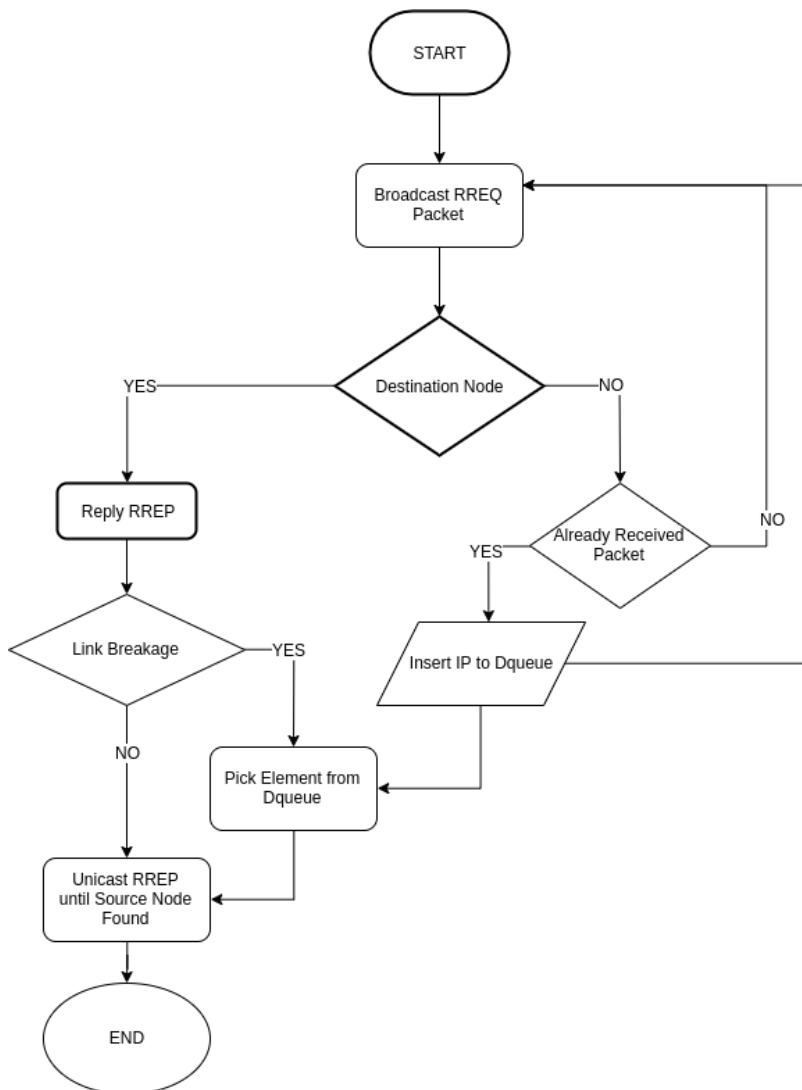 START
Broadcast RREQ
Packet
Destination Node
YES
NO
Reply RREP
Already Received
Packet
NO
YES
Link Breakage
YES
Insert IP to Dqueue
NO
Pick Element from
Dqueue
Unicast RREP
until Source Node
Found
END